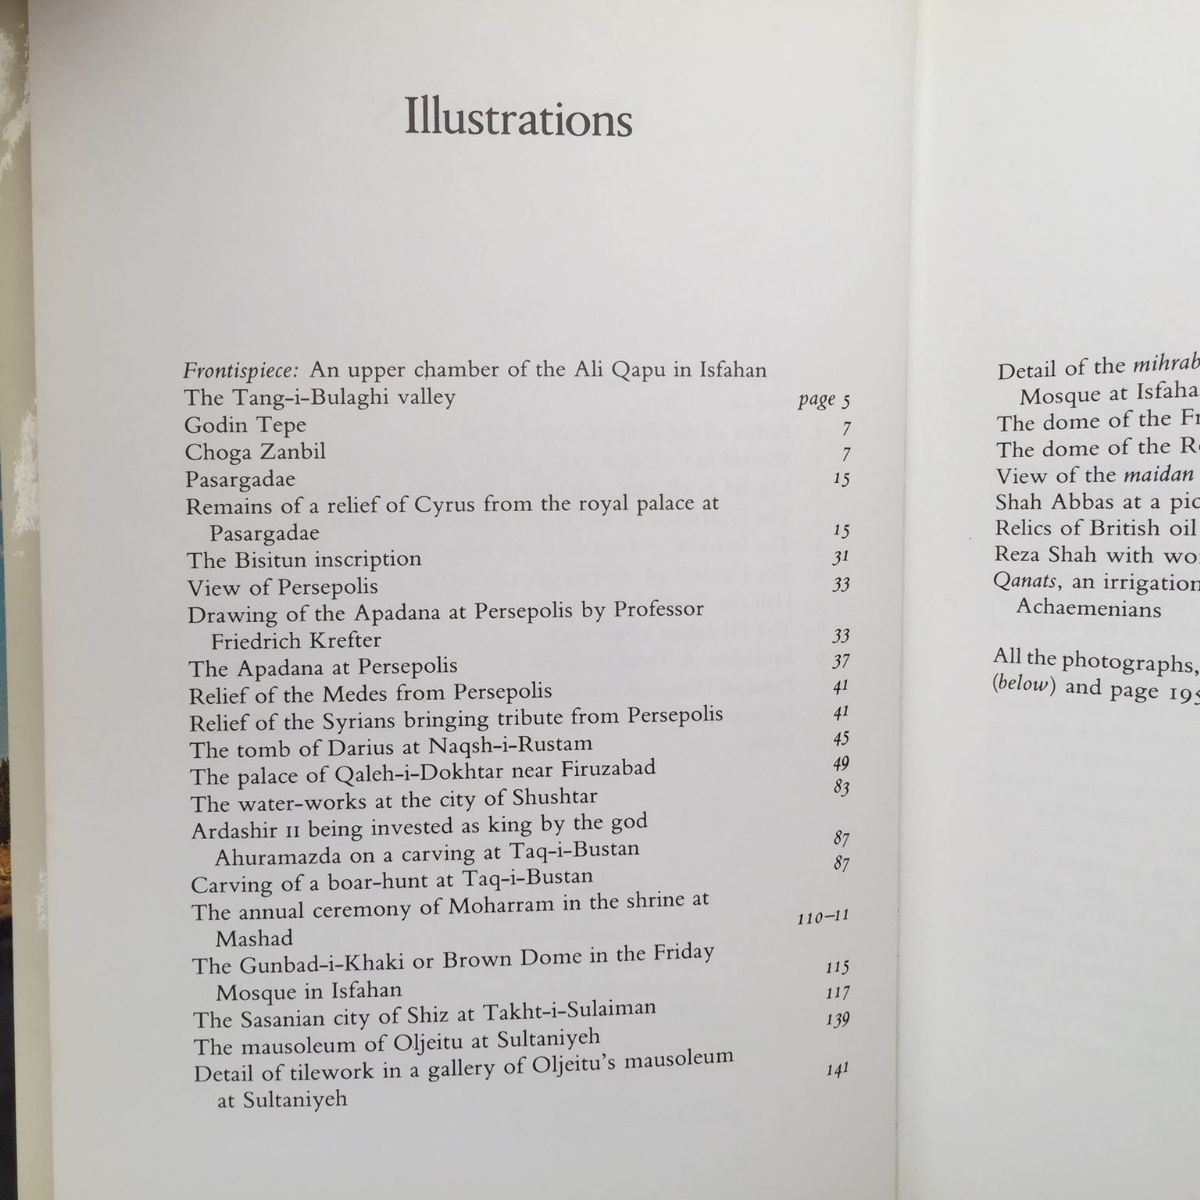 Illustrations
Frontispiece: An upper chamber of the Ali Qapu in Isfahan
The Tang-i-Bulaghi valley page 5
Godin Tepe 7
Choga Zanbil 7
Pasargadae 15
Remains of a relief of Cyrus from the royal palace at
Pasargadae 15
The Bisitun inscription 31
View of Persepolis 33
Drawing of the Apadana at Persepolis by Professor
Friedrich Krefter 33
The Apadana at Persepolis 37
Relief of the Medes from Persepolis 41
Relief of the Syrians bringing tribute from Persepolis 41
The tomb of Darius at Naqsh-i-Rustam 45
The palace of Qaleh-i-Dokhtar near Firuzabad 49
The water-works at the city of Shushtar 83
Ardashir II being invested as king by the god
Ahuramazda on a carving at Taq-i-Bustan 87
Carving of a boar-hunt at Taq-i-Bustan 87
The annual ceremony of Moharram in the shrine at
Mashad 110-11
The Gunbad-i-Khaki or Brown Dome in the Friday
Mosque in Isfahan 115
The Sasanian city of Shiz at Takht-i-Sulaiman 117
The mausoleum of Oljeitu at Sultaniyeh 139
Detail of tilework in a gallery of Oljeitu's mausoleum
at Sultaniyeh 141
Detail of the mihrab
Mosque at Isfaha
The dome of the Fr
The dome of the R
View of the maidan
Shah Abbas at a pic
Relics of British oil
Reza Shah with wo
Qanats, an irrigation
Achaemenians
All the photographs,
(below) and page 195